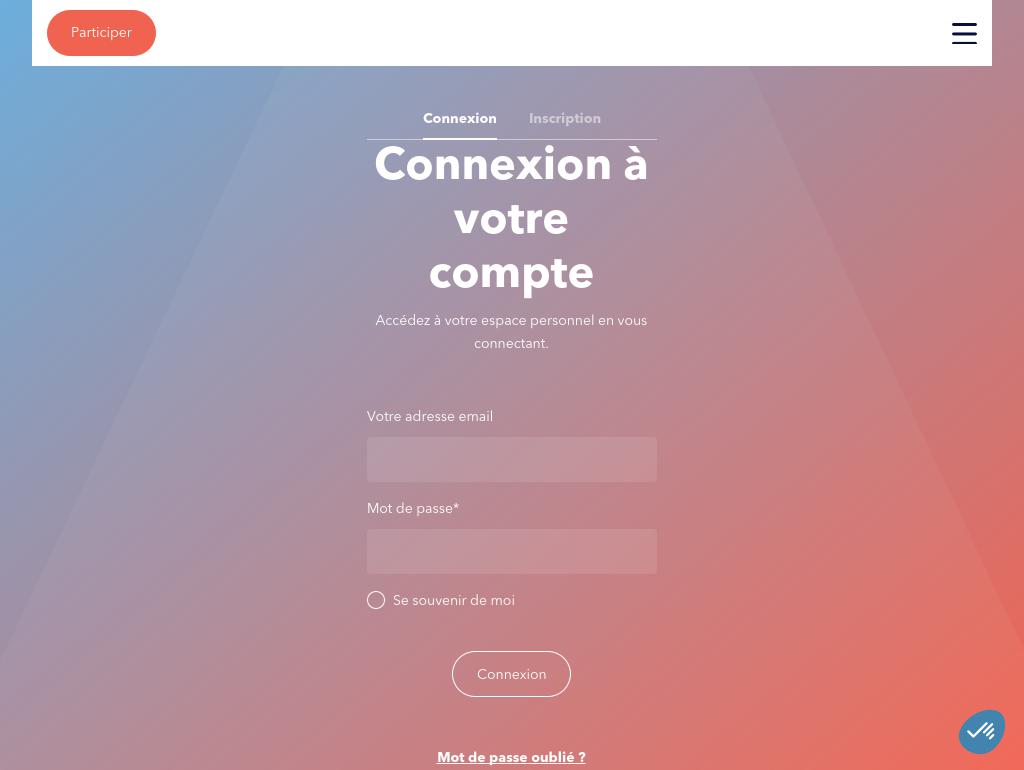 Participer
Connexion
Inscription
Connexion à
votre
compte
Accédez à votre espace personnel en vous
connectant.
Votre adresse email
Mot de passe*
Se souvenir de moi
Connexion
Mot de passe oublié ?